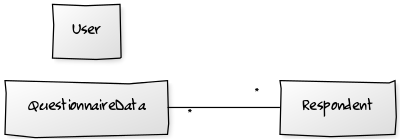 User
QuestionnaireData
Respondent
*
*